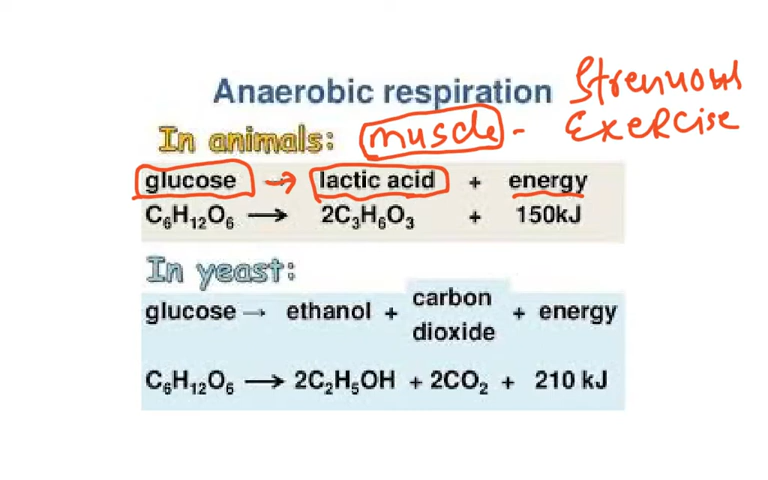 Anaerobic respiration Strenuous
In animals: muscle - Exercise
glucose → lactic acid + energy
C₆H₁₂O₆ → 2C₃H₆O₃ + 150kJ
In yeast:
glucose → ethanol + carbon dioxide + energy
C₆H₁₂O₆ → 2C₂H₅OH + 2CO₂ + 210 kJ